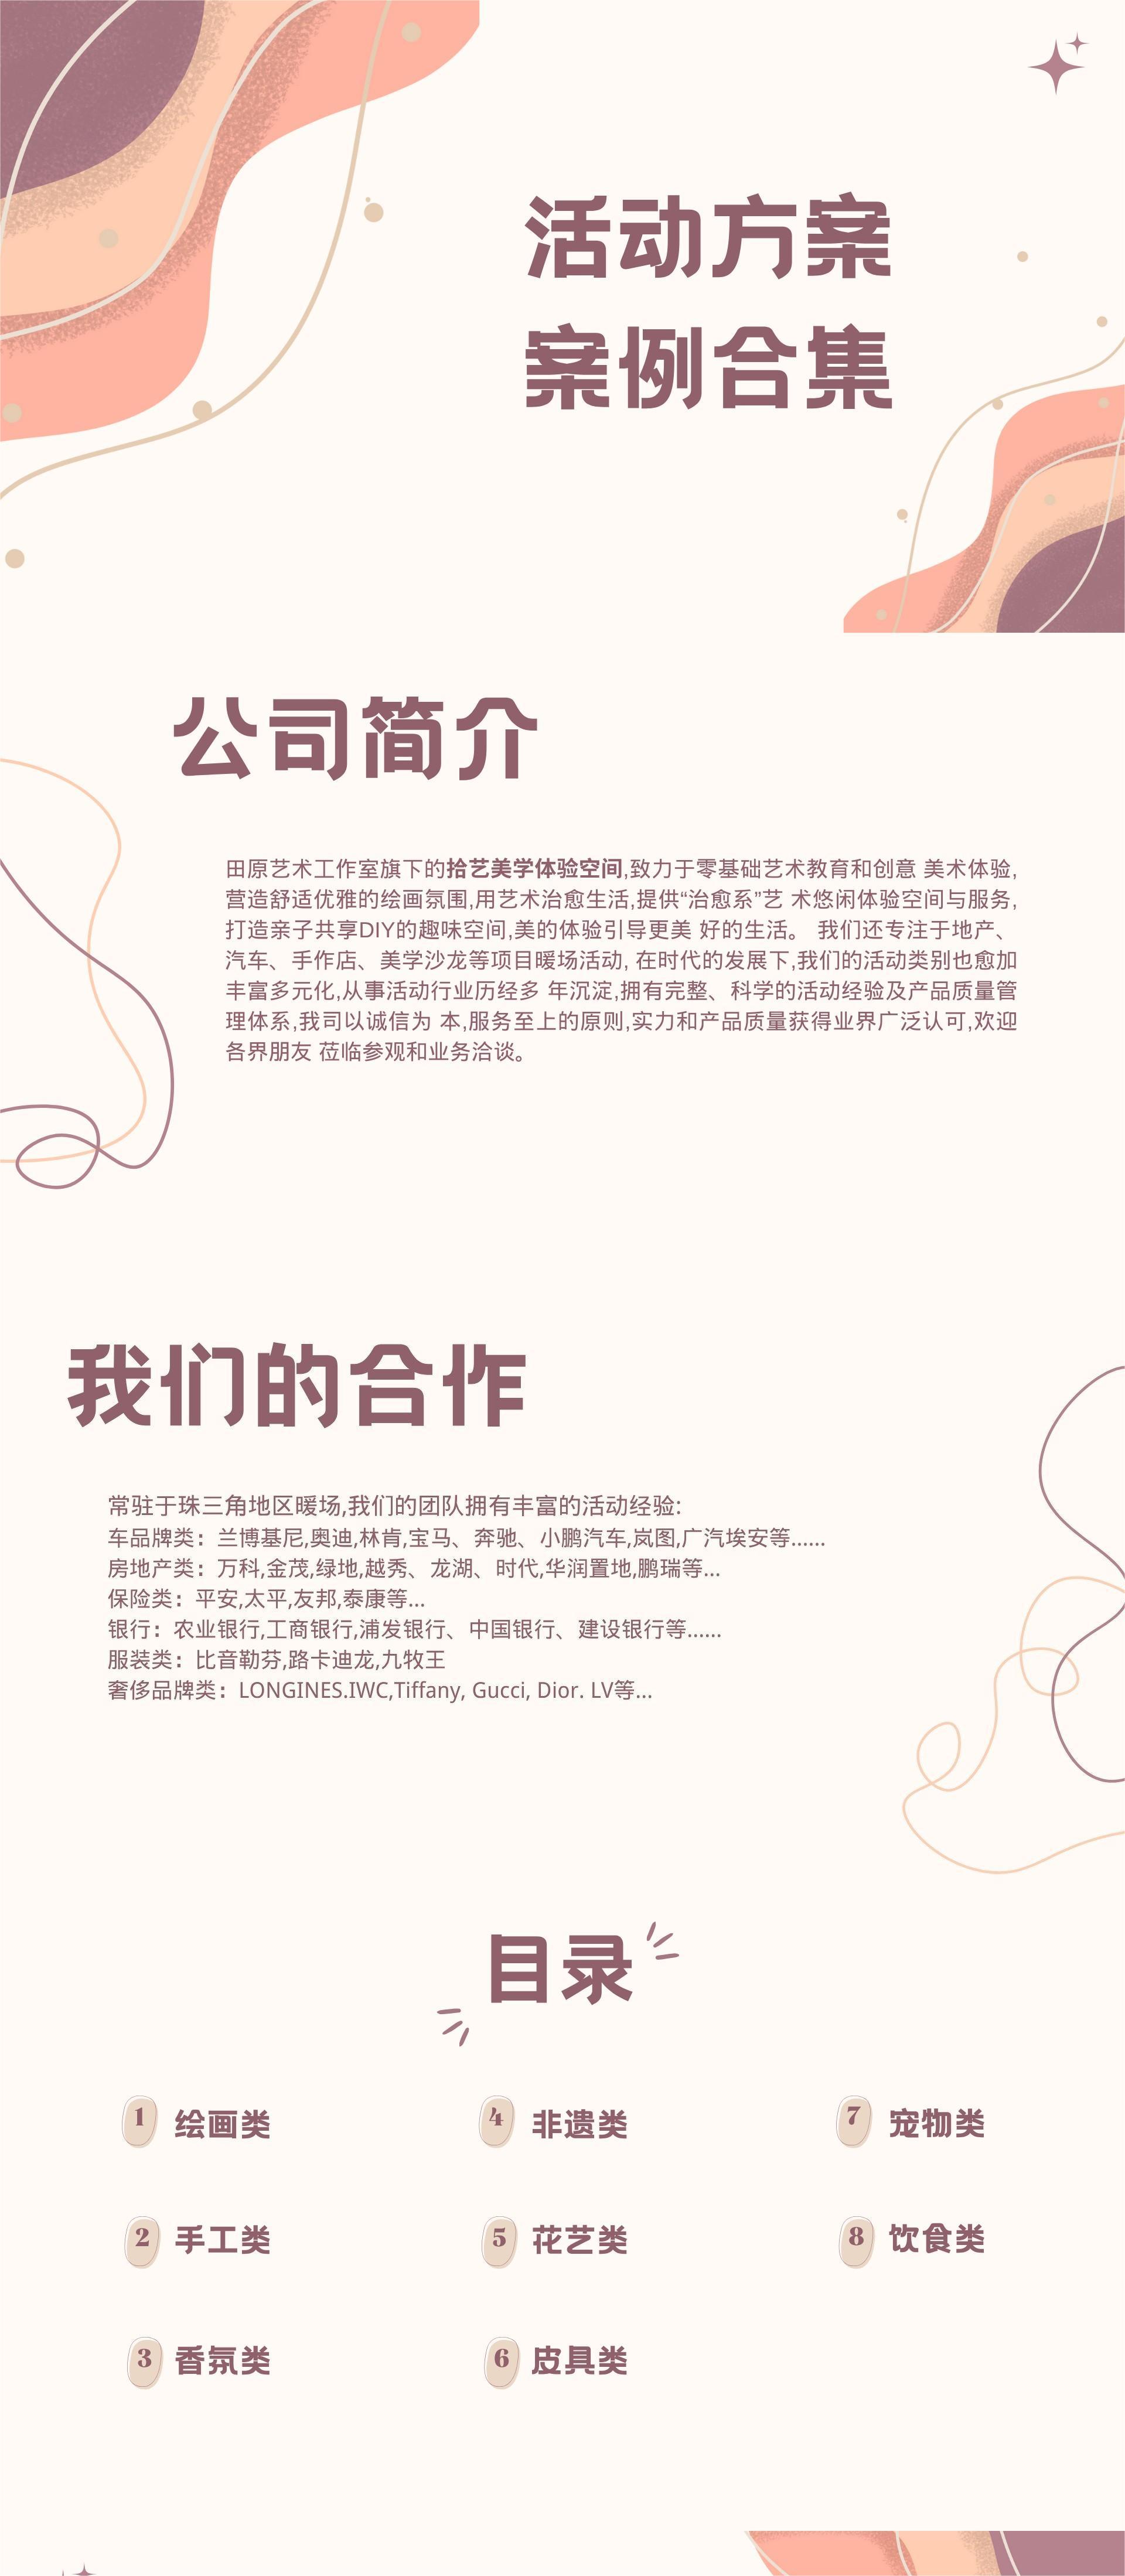 活动方案
案例合集
公司简介
田原艺术工作室旗下的拾艺美学体验空间,致力于零基础艺术教育和创意 美术体验,
营造舒适优雅的绘画氛围,用艺术治愈生活,提供“治愈系”艺 术悠闲体验空间与服务,
打造亲子共享DIY的趣味空间,美的体验引导更美 好的生活。 我们还专注于地产、
汽车、手作店、美学沙龙等项目暖场活动, 在时代的发展下,我们的活动类别也愈加
丰富多元化,从事活动行业历经多 年沉淀,拥有完整、科学的活动经验及产品质量管
理体系,我司以诚信为 本,服务至上的原则,实力和产品质量获得业界广泛认可,欢迎
各界朋友 莅临参观和业务洽谈。
我们的合作
常驻于珠三角地区暖场,我们的团队拥有丰富的活动经验:
车品牌类：兰博基尼,奥迪,林肯,宝马、奔驰、小鹏汽车,岚图,广汽埃安等......
房地产类：万科,金茂,绿地,越秀、龙湖、时代,华润置地,鹏瑞等...
保险类：平安,太平,友邦,泰康等...
银行：农业银行,工商银行,浦发银行、中国银行、建设银行等......
服装类：比音勒芬,路卡迪龙,九牧王
奢侈品牌类：LONGINES.IWC,Tiffany, Gucci, Dior. LV等...
目录
1 绘画类
2 手工类
3 香氛类
4 非遗类
5 花艺类
6 皮具类
7 宠物类
8 饮食类